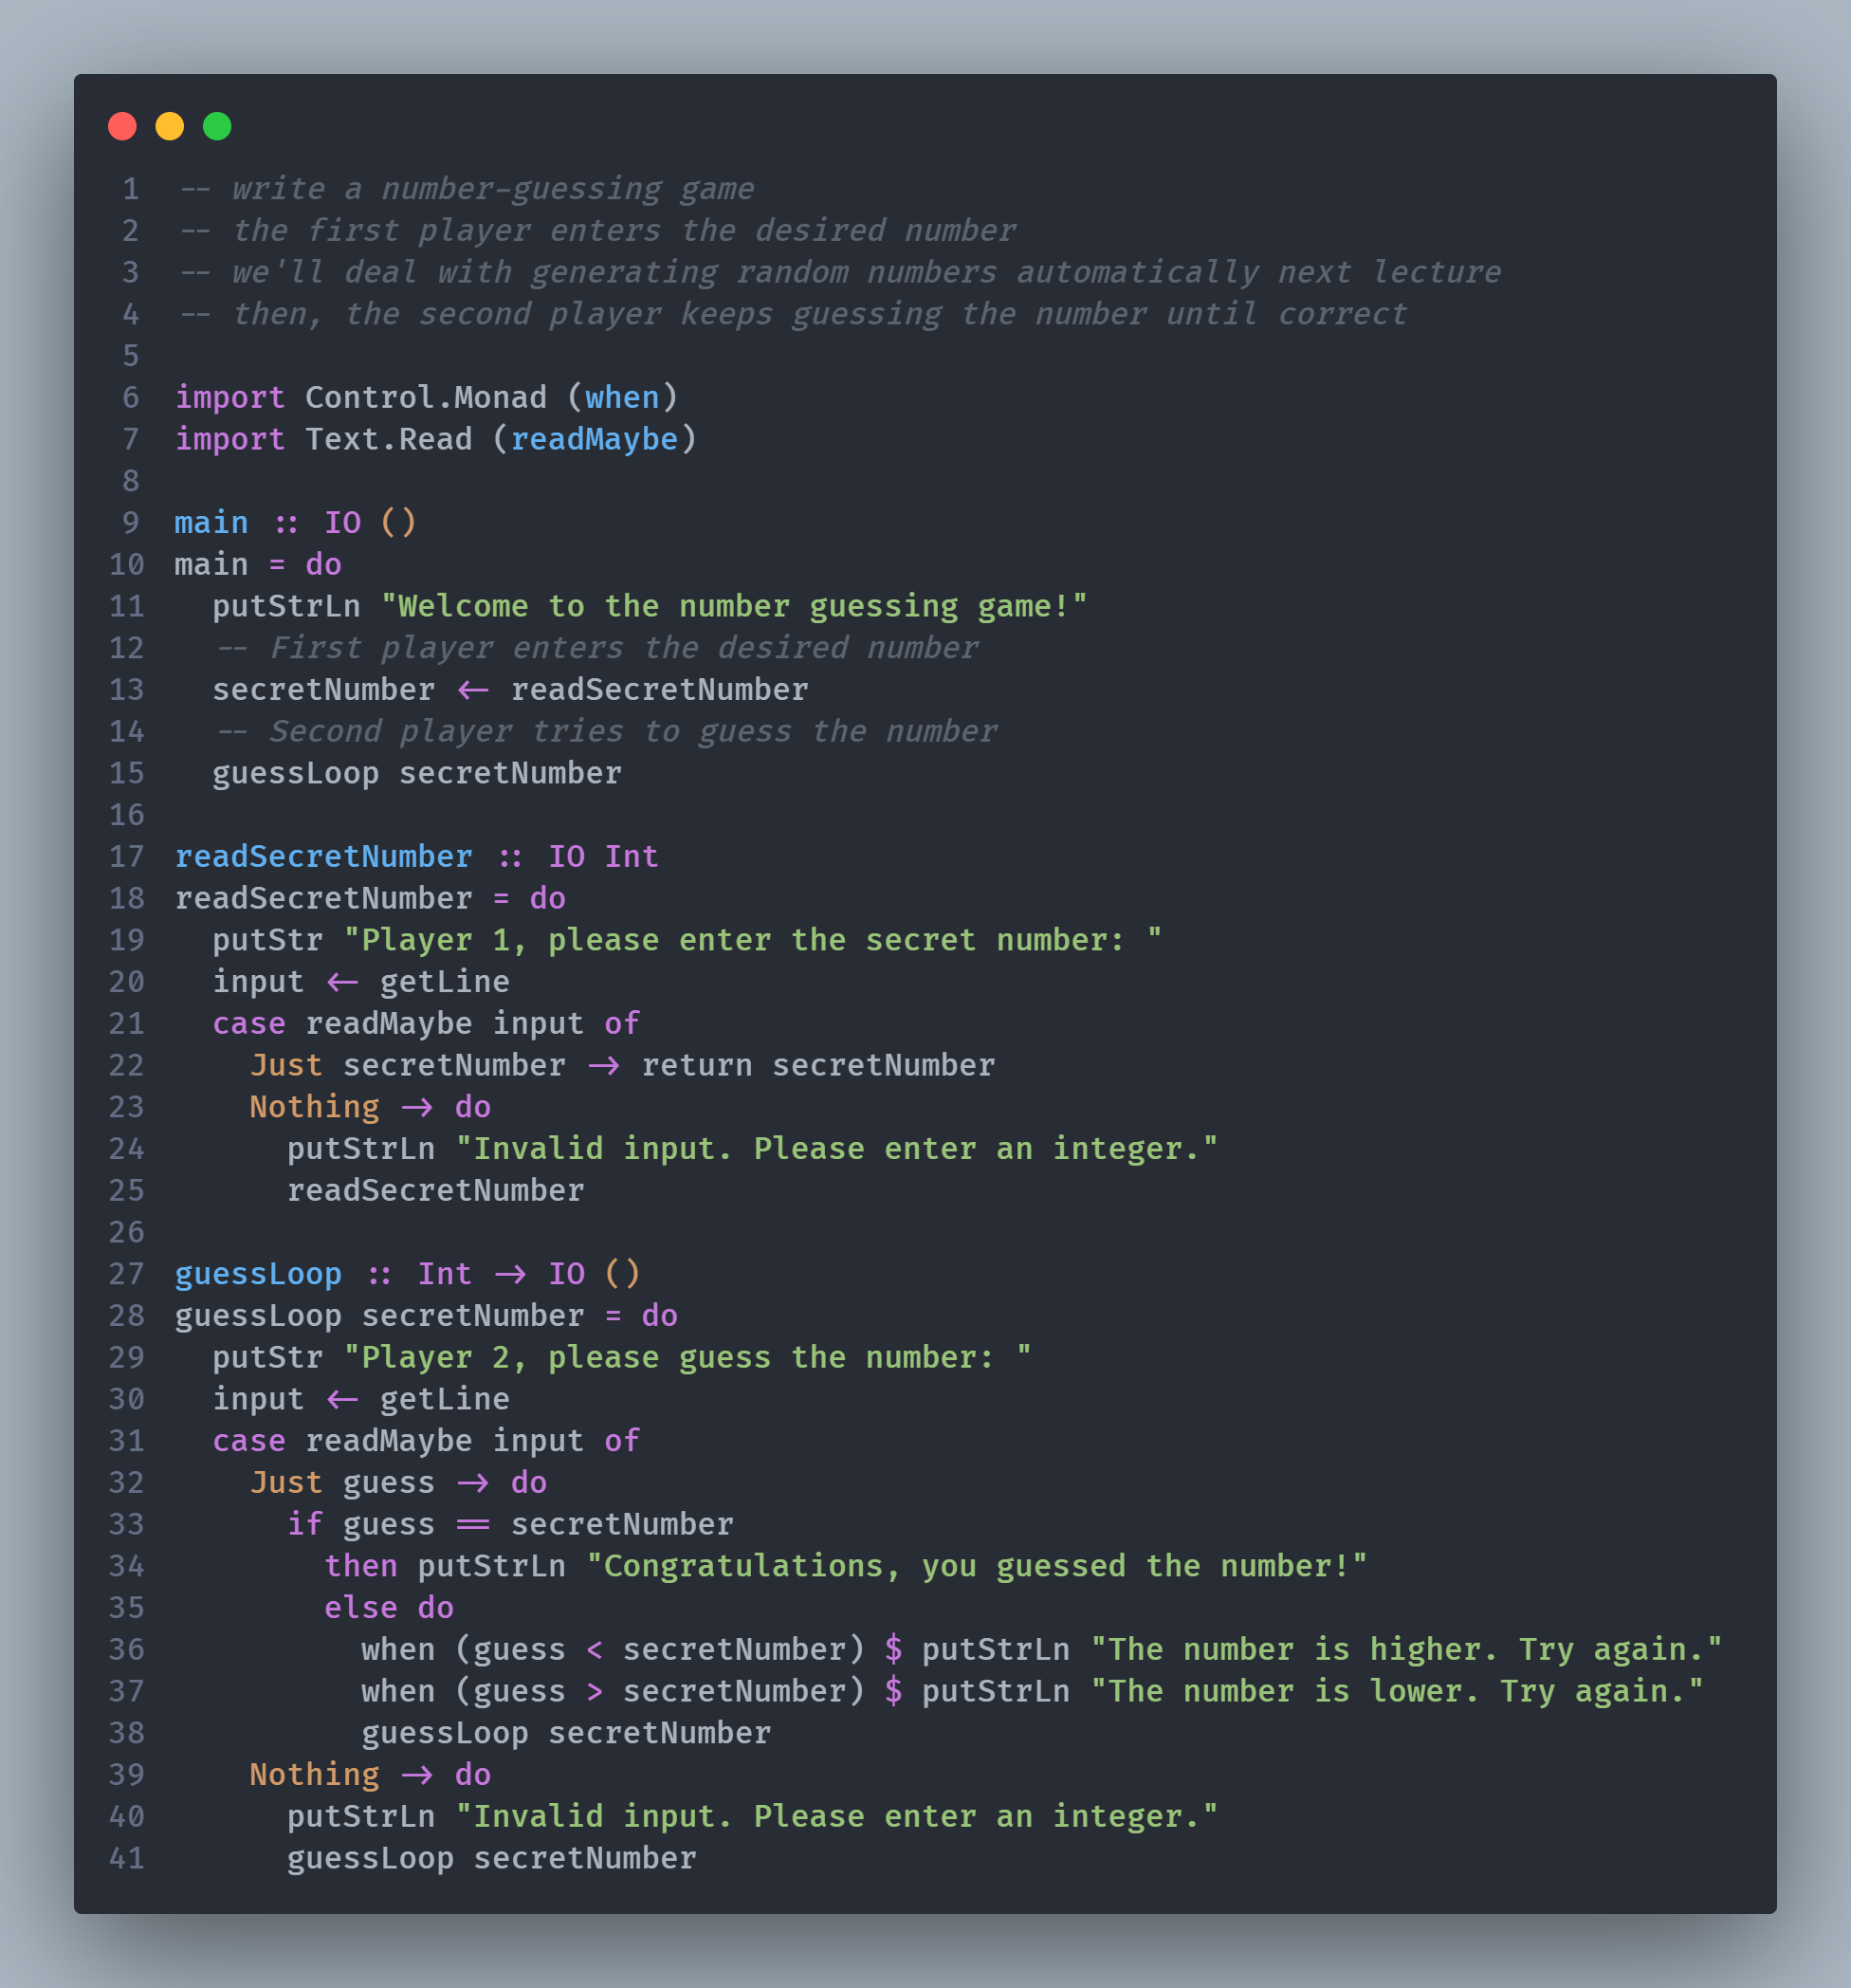 1 -- write a number-guessing game
2 -- the first player enters the desired number
3 -- we'll deal with generating random numbers automatically next lecture
4 -- then, the second player keeps guessing the number until correct
5
6 import Control.Monad (when)
7 import Text.Read (readMaybe)
8
9 main :: IO ()
10 main = do
11   putStrLn "Welcome to the number guessing game!"
12   -- First player enters the desired number
13   secretNumber <- readSecretNumber
14   -- Second player tries to guess the number
15   guessLoop secretNumber
16
17 readSecretNumber :: IO Int
18 readSecretNumber = do
19   putStr "Player 1, please enter the secret number: "
20   input <- getLine
21   case readMaybe input of
22     Just secretNumber -> return secretNumber
23     Nothing -> do
24       putStrLn "Invalid input. Please enter an integer."
25       readSecretNumber
26
27 guessLoop :: Int -> IO ()
28 guessLoop secretNumber = do
29   putStr "Player 2, please guess the number: "
30   input <- getLine
31   case readMaybe input of
32     Just guess -> do
33       if guess == secretNumber
34         then putStrLn "Congratulations, you guessed the number!"
35         else do
36           when (guess < secretNumber) $ putStrLn "The number is higher. Try again."
37           when (guess > secretNumber) $ putStrLn "The number is lower. Try again."
38           guessLoop secretNumber
39     Nothing -> do
40       putStrLn "Invalid input. Please enter an integer."
41       guessLoop secretNumber